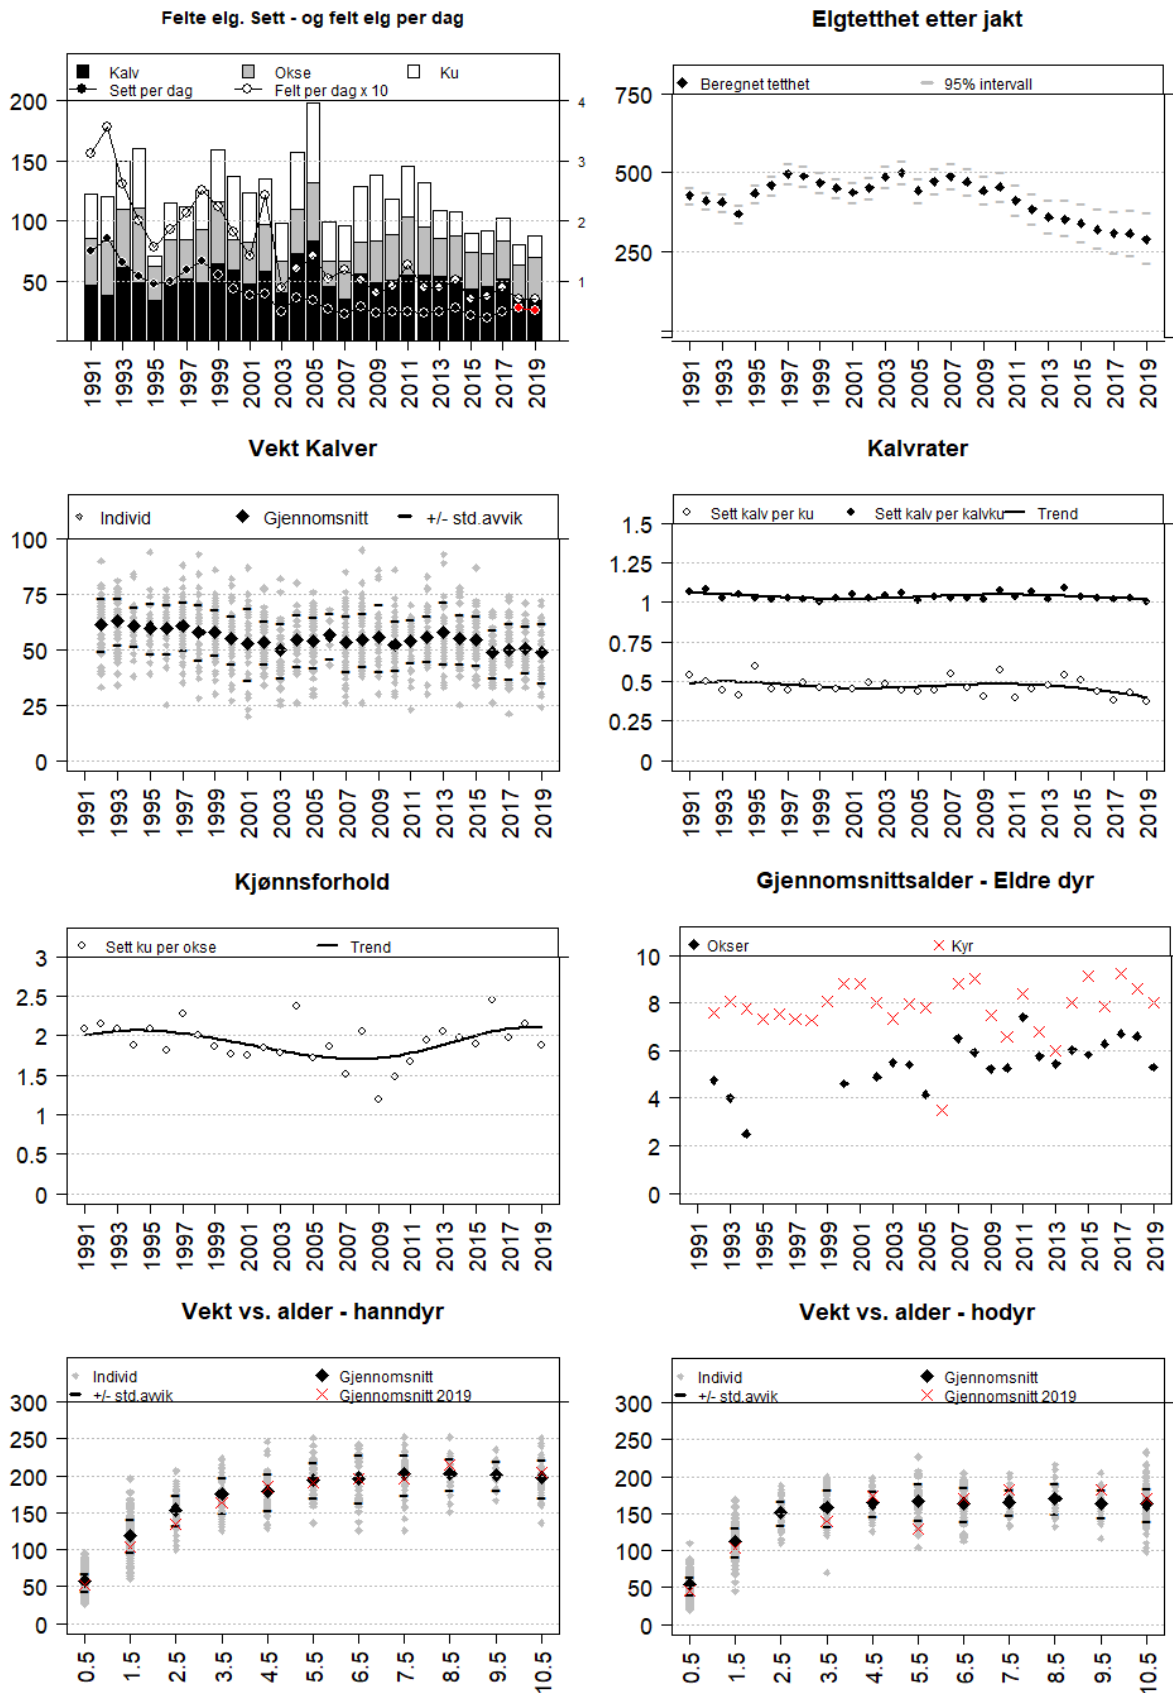 Felte elg. Sett - og felt elg per dag
Kalv Okse Ku
Sett per dag Felt per dag x 10
200
150
100
50
4
3
2
1
1991 1993 1995 1997 1999 2001 2003 2005 2007 2009 2011 2013 2015 2017 2019
Elgtetthet etter jakt
Beregnet tetthet 95% intervall
750
500
250
1991 1993 1995 1997 1999 2001 2003 2005 2007 2009 2011 2013 2015 2017 2019
Vekt Kalver
Individ Gjennomsnitt +/- std.avvik
100
75
50
25
0
1991 1993 1995 1997 1999 2001 2003 2005 2007 2009 2011 2013 2015 2017 2019
Kalvrater
Sett kalv per ku Sett kalv per kalvku Trend
1.5
1.25
1
0.75
0.5
0.25
0
1991 1993 1995 1997 1999 2001 2003 2005 2007 2009 2011 2013 2015 2017 2019
Kjønnsforhold
Sett ku per okse Trend
3
2.5
2
1.5
1
0.5
0
1991 1993 1995 1997 1999 2001 2003 2005 2007 2009 2011 2013 2015 2017 2019
Gjennomsnittsalder - Eldre dyr
Okser Kyr
10
8
6
4
2
0
1991 1993 1995 1997 1999 2001 2003 2005 2007 2009 2011 2013 2015 2017 2019
Vekt vs. alder - hanndyr
Individ Gjennomsnitt
+/- std.avvik Gjennomsnitt 2019
300
250
200
150
100
50
0
0.5 1.5 2.5 3.5 4.5 5.5 6.5 7.5 8.5 9.5 10.5
Vekt vs. alder - hodyr
Individ Gjennomsnitt
+/- std.avvik Gjennomsnitt 2019
300
250
200
150
100
50
0
0.5 1.5 2.5 3.5 4.5 5.5 6.5 7.5 8.5 9.5 10.5